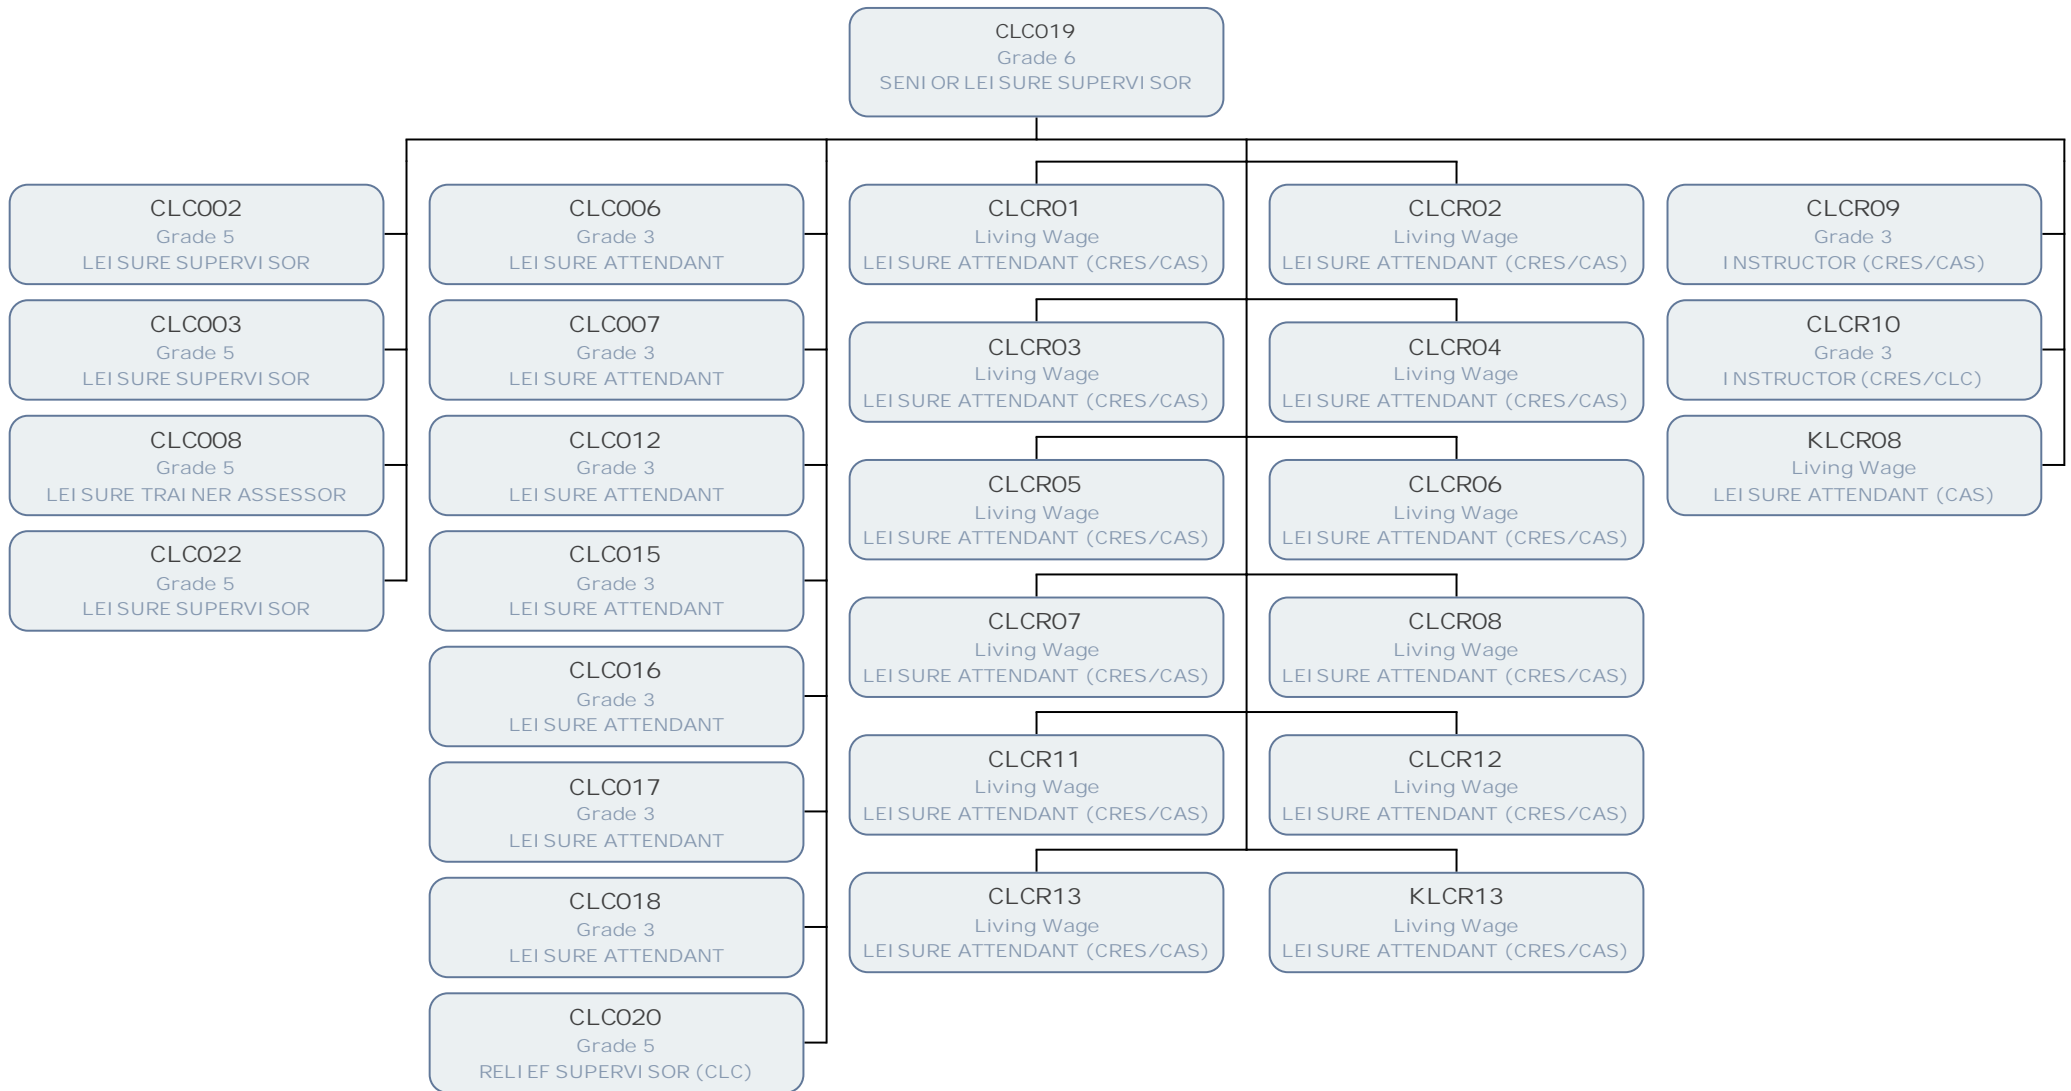 CLC019
Grade 6
SENIOR LEISURE SUPERVISOR
CLC002
Grade 5
LEISURE SUPERVISOR
CLC003
Grade 5
LEISURE SUPERVISOR
CLC008
Grade 5
LEISURE TRAINER ASSESSOR
CLC022
Grade 5
LEISURE SUPERVISOR
CLC006
Grade 3
LEISURE ATTENDANT
CLC007
Grade 3
LEISURE ATTENDANT
CLC012
Grade 3
LEISURE ATTENDANT
CLC015
Grade 3
LEISURE ATTENDANT
CLC016
Grade 3
LEISURE ATTENDANT
CLC017
Grade 3
LEISURE ATTENDANT
CLC018
Grade 3
LEISURE ATTENDANT
CLC020
Grade 5
RELIEF SUPERVISOR (CLC)
CLCR01
Living Wage
LEISURE ATTENDANT (CRES/CAS)
CLCR02
Living Wage
LEISURE ATTENDANT (CRES/CAS)
CLCR03
Living Wage
LEISURE ATTENDANT (CRES/CAS)
CLCR04
Living Wage
LEISURE ATTENDANT (CRES/CAS)
CLCR05
Living Wage
LEISURE ATTENDANT (CRES/CAS)
CLCR06
Living Wage
LEISURE ATTENDANT (CRES/CAS)
CLCR07
Living Wage
LEISURE ATTENDANT (CRES/CAS)
CLCR08
Living Wage
LEISURE ATTENDANT (CRES/CAS)
CLCR11
Living Wage
LEISURE ATTENDANT (CRES/CAS)
CLCR12
Living Wage
LEISURE ATTENDANT (CRES/CAS)
CLCR13
Living Wage
LEISURE ATTENDANT (CRES/CAS)
KLCR13
Living Wage
LEISURE ATTENDANT (CRES/CAS)
CLCR09
Grade 3
INSTRUCTOR (CRES/CAS)
CLCR10
Grade 3
INSTRUCTOR (CRES/CLC)
KLCR08
Living Wage
LEISURE ATTENDANT (CAS)